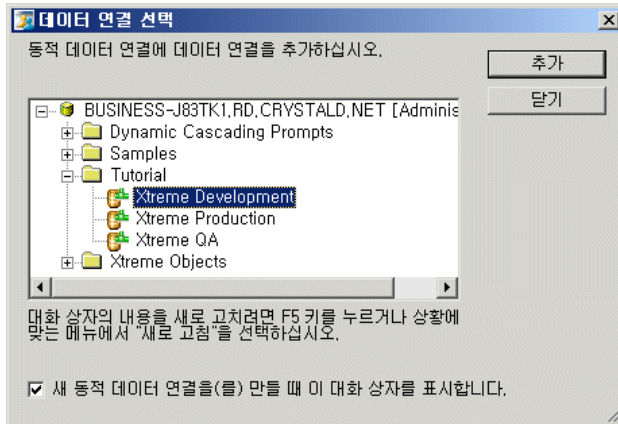 데이터 연결 선택
동적 데이터 연결에 데이터 연결을 추가하십시오.
추가
닫기
BUSINESS-J83TK1.RD.CRYSTALD.NET [Adminis
Dynamic Cascading Prompts
Samples
Tutorial
Xtreme Development
Xtreme Production
Xtreme QA
Xtreme Objects
대화 상자의 내용을 새로 고치려면 F5 키를 누르거나 상황에
맞는 메뉴에서 "새로 고침"을 선택하십시오.
새 동적 데이터 연결을(를) 만들 때 이 대화 상자를 표시합니다.